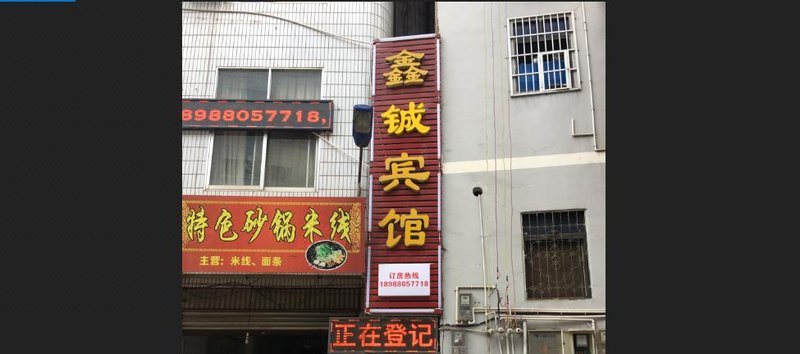 18988057718,
鑫铖宾馆
特色砂锅米线
主营：米线、面条
订房热线
18988057718
正在登记